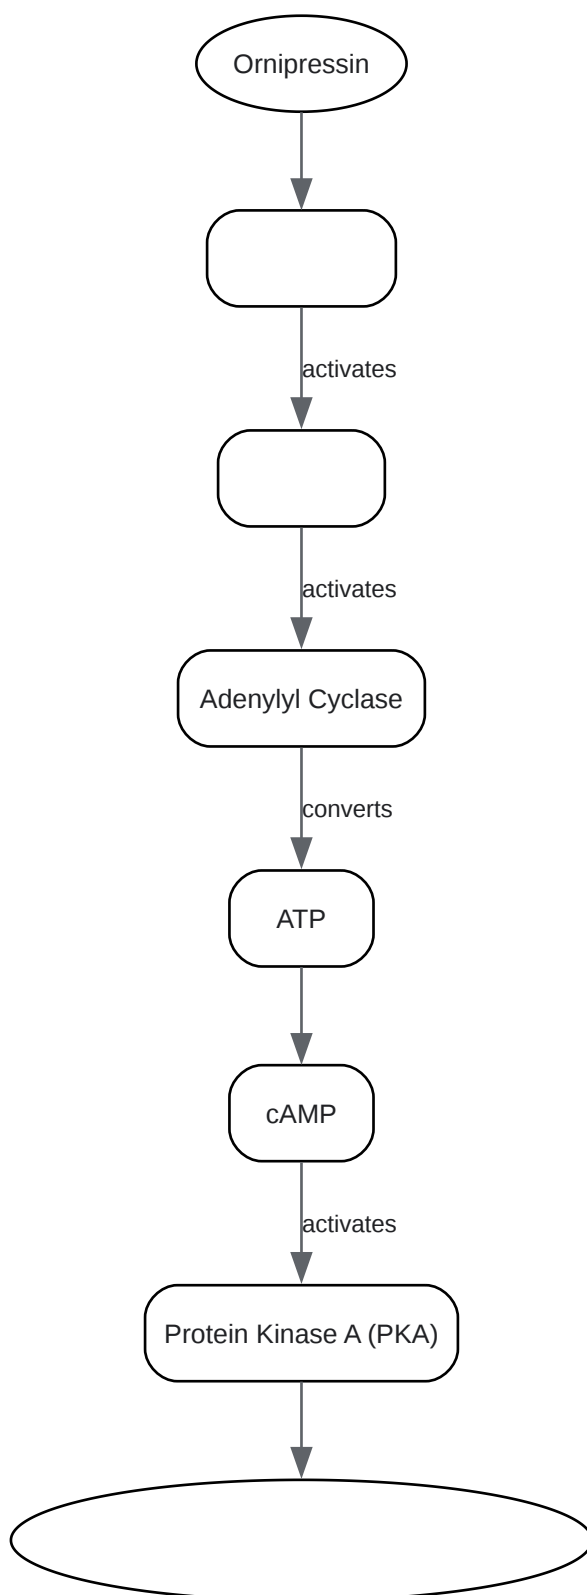 Ornipressin
activates
activates
Adenylyl Cyclase
converts
ATP
cAMP
activates
Protein Kinase A (PKA)